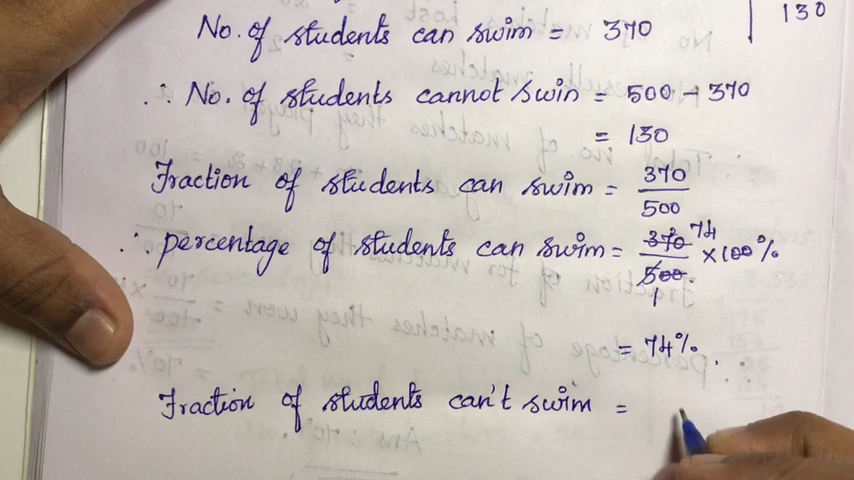 No. of students can swim = 370
130
∴ No. of students cannot swin = 500 - 370
= 130
Fraction of students can swim = 370/500
∴ percentage of students can swim = 370/500 × 100% 74 1
= 74%
Fraction of students can't swim =